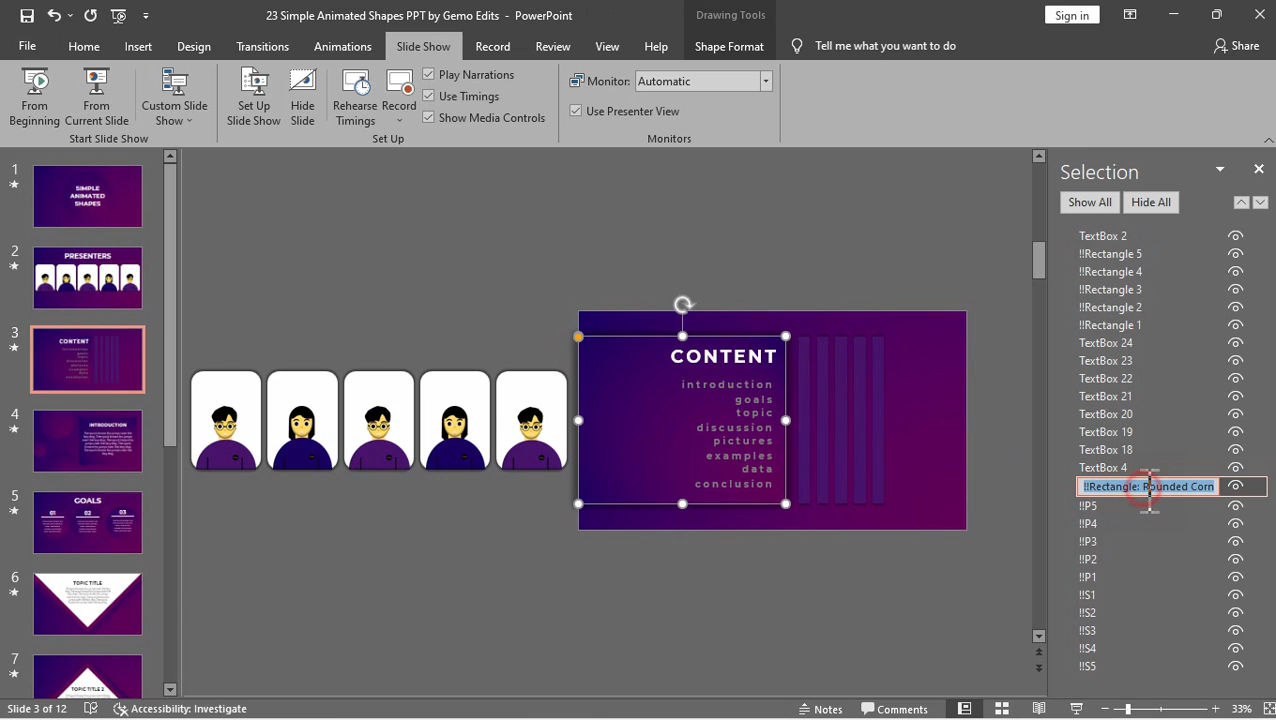 23 Simple Animated Shapes PPT by Gemo Edits - PowerPoint
Drawing Tools
Sign in
File Home Insert Design Transitions Animations Slide Show Record Review View Help Shape Format Tell me what you want to do Share
From Beginning
From Current Slide
Custom Slide Show
Set Up Slide Show
Hide Slide
Rehearse Timings
Record
Play Narrations
Use Timings
Show Media Controls
Monitor: Automatic
Use Presenter View
Start Slide Show
Set Up
Monitors
1
SIMPLE
ANIMATED
SHAPES
2
PRESENTERS
3
CONTENT
4
INTRODUCTION
5
GOALS
01 02 03
6
TOPIC TITLE
7
TOPIC TITLE 2
CONTENT
introduction
goals
topic
discussion
pictures
examples
data
conclusion
Selection
Show All Hide All
TextBox 2
!!Rectangle 5
!!Rectangle 4
!!Rectangle 3
!!Rectangle 2
!!Rectangle 1
TextBox 24
TextBox 23
TextBox 22
TextBox 21
TextBox 20
TextBox 19
TextBox 18
TextBox 4
!!Rectangle: Rounded Corn
!!P5
!!P4
!!P3
!!P2
!!P1
!!S1
!!S2
!!S3
!!S4
!!S5
Slide 3 of 12 Accessibility: Investigate Notes Comments 33%